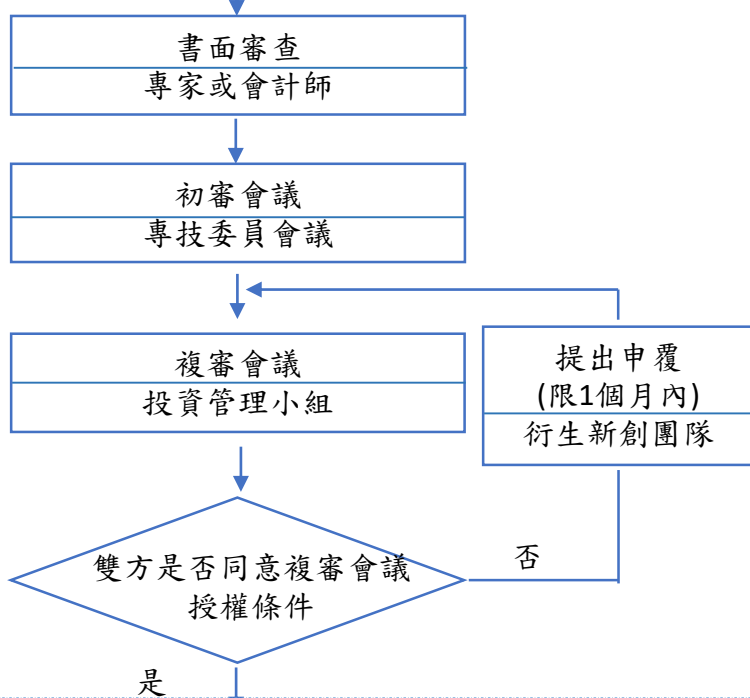 書面審查
專家或會計師
初審會議
專技委員會議
複審會議
投資管理小組
提出申覆
(限1個月內)
衍生新創團隊
雙方是否同意複審會議
授權條件
否
是